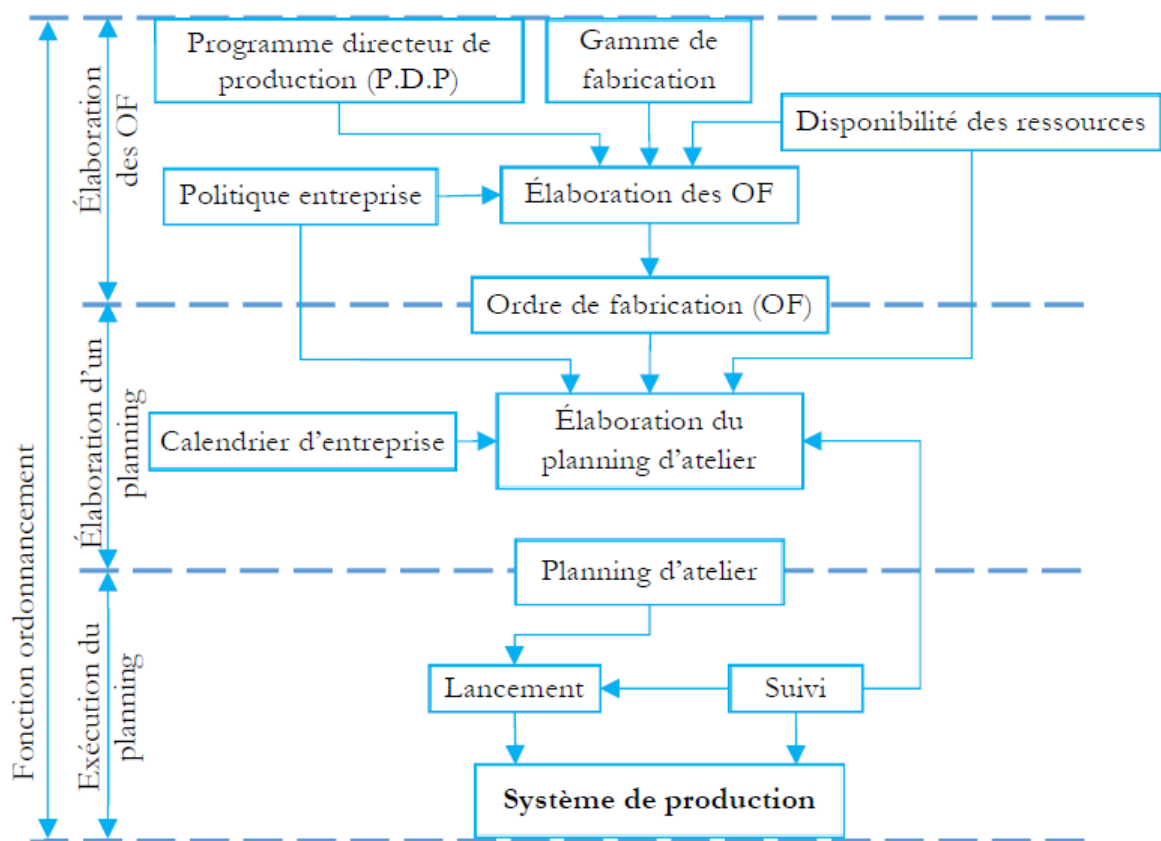 Programme directeur de
production (P.D.P)
Gamme de
fabrication
Disponibilité des ressources
Politique entreprise
Élaboration des OF
Ordre de fabrication (OF)
Calendrier d'entreprise
Élaboration du
planning d'atelier
Planning d'atelier
Lancement
Suivi
Système de production
Fonction ordonnancement
Élaboration
des OF
Élaboration d'un
planning
Exécution du
planning